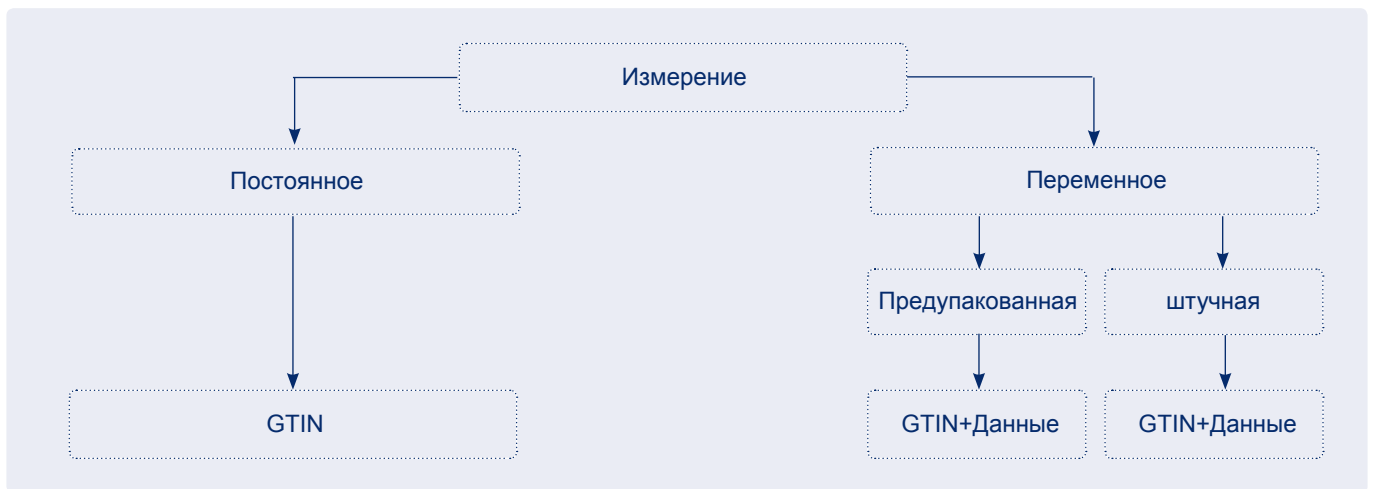 Измерение
Постоянное
Переменное
Предупакованная
штучная
GTIN
GTIN+Данные
GTIN+Данные